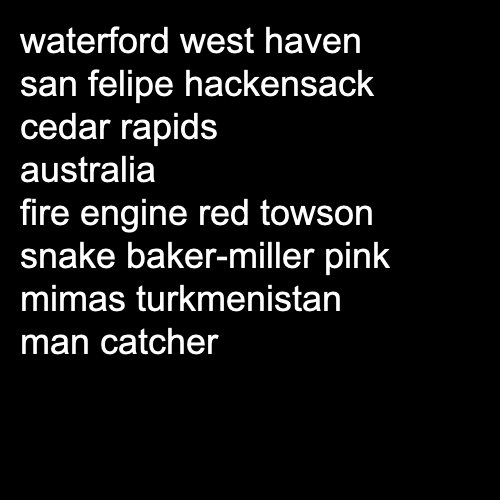 waterford west haven
san felipe hackensack
cedar rapids
australia
fire engine red towson
snake baker-miller pink
mimas turkmenistan
man catcher